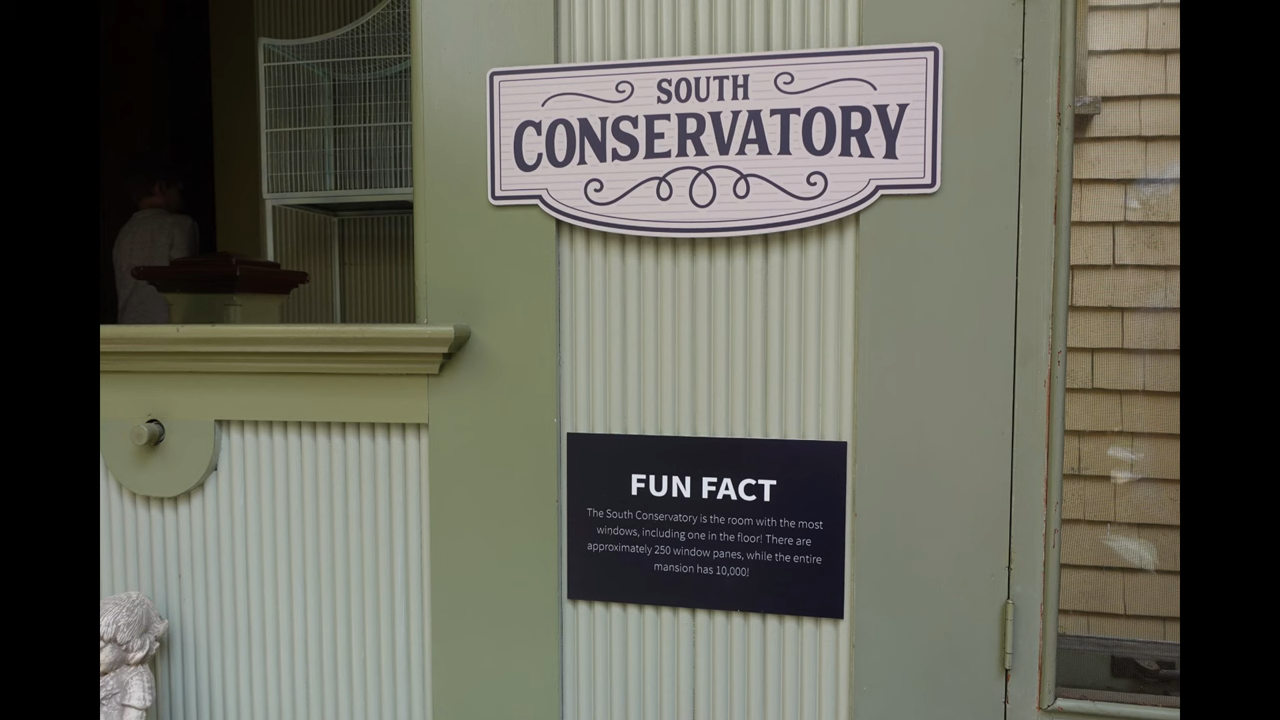 SOUTH
CONSERVATORY
FUN FACT
The South Conservatory is the room with the most
windows, including one in the floor! There are
approximately 250 window panes, while the entire
mansion has 10,000!